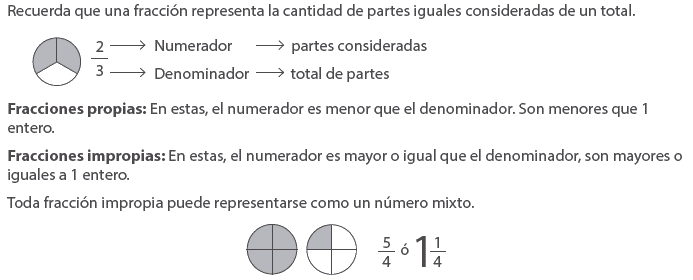 Recuerda que una fracción representa la cantidad de partes iguales consideradas de un total.
2/3 → Numerador → partes consideradas
→ Denominador → total de partes
Fracciones propias: En estas, el numerador es menor que el denominador. Son menores que 1
entero.
Fracciones impropias: En estas, el numerador es mayor o igual que el denominador, son mayores o
iguales a 1 entero.
Toda fracción impropia puede representarse como un número mixto.
5/4 ó 1 1/4